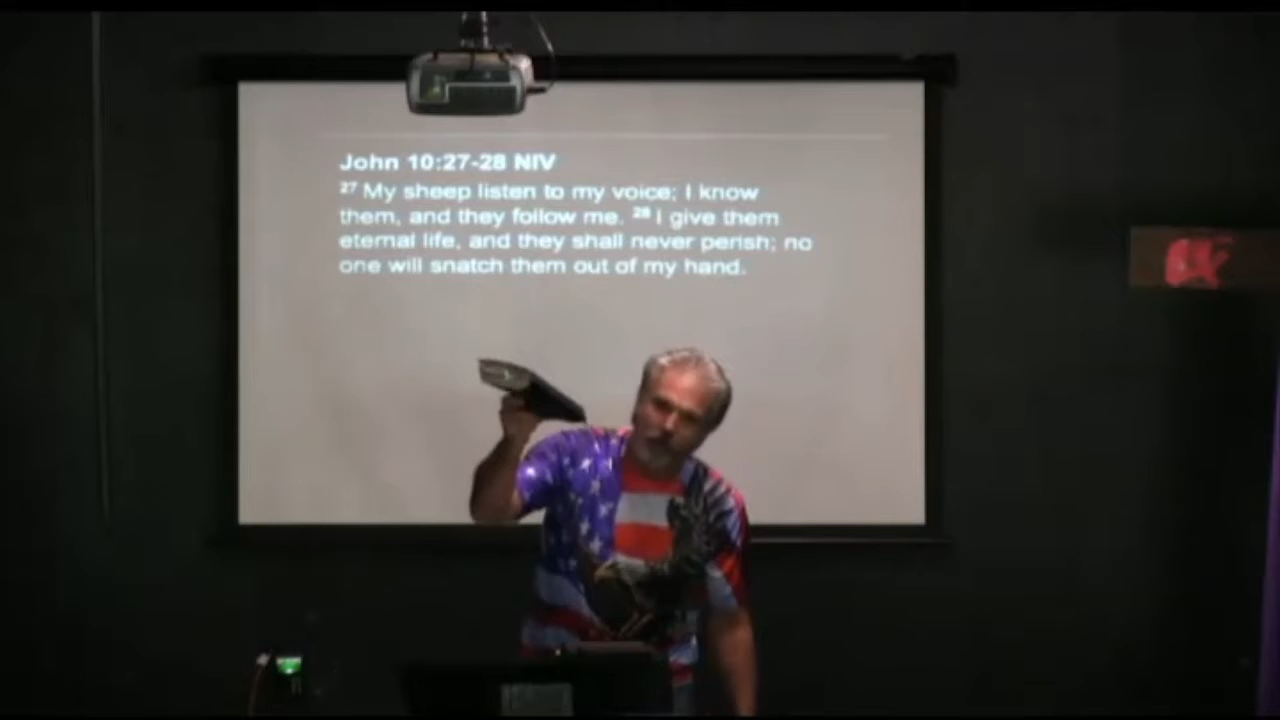 John 10:27-28 NIV
27 My sheep listen to my voice; I know
them, and they follow me. 28 I give them
eternal life, and they shall never perish; no
one will snatch them out of my hand.